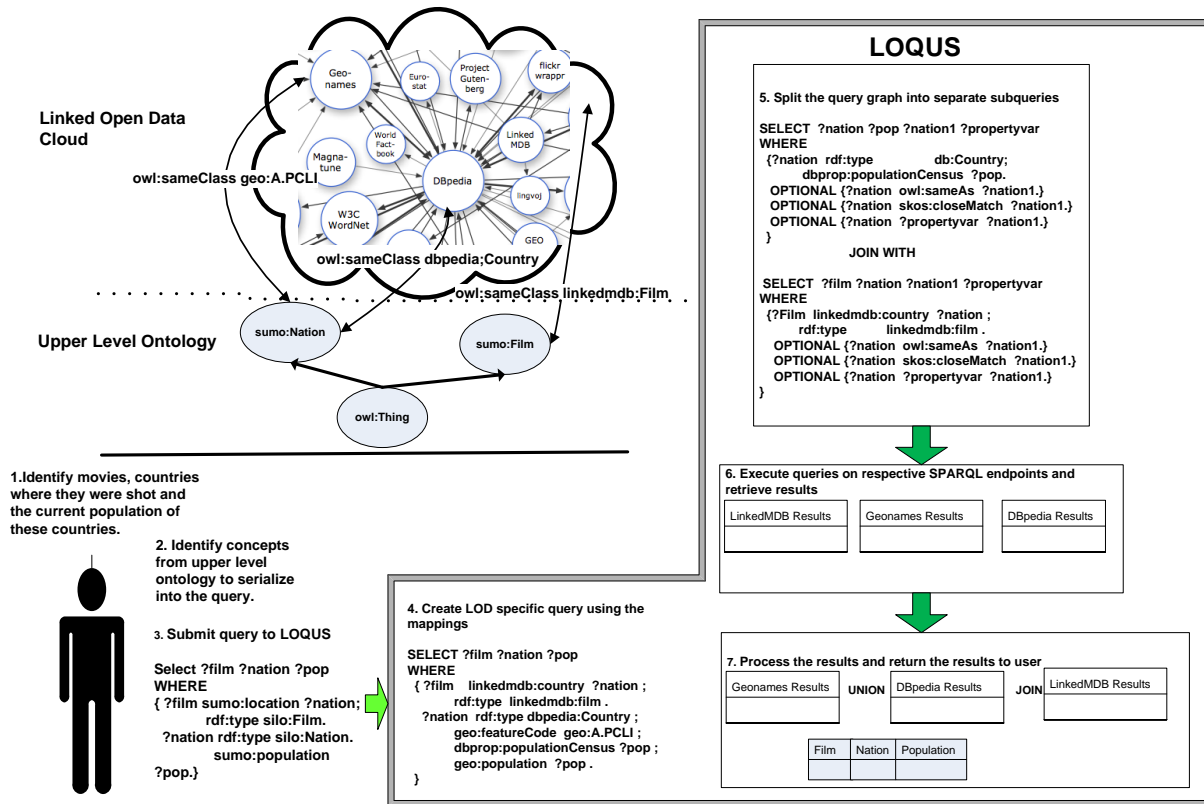 Linked Open Data
Cloud
Geo-
names
Euro-
stat
Project
Guten-
berg
flickr
wrappr
World
Fact-
book
Linked
MDB
Magna-
tune
DBpedia
lingvoj
W3C
WordNet
GEO
owl:sameClass geo:A.PCLI
owl:sameClass dbpedia;Country
owl:sameClass linkedmdb:Film
Upper Level Ontology
sumo:Nation
sumo:Film
owl:Thing
1.Identify movies, countries
where they were shot and
the current population of
these countries.
2. Identify concepts
from upper level
ontology to serialize
into the query.
3. Submit query to LOQUS
Select ?film ?nation ?pop
WHERE
{ ?film sumo:location ?nation;
rdf:type silo:Film.
?nation rdf:type silo:Nation.
sumo:population
?pop.}
4. Create LOD specific query using the
mappings
SELECT ?film ?nation ?pop
WHERE
{ ?film linkedmdb:country ?nation ;
rdf:type linkedmdb:film .
?nation rdf:type dbpedia:Country ;
geo:featureCode geo:A.PCLI ;
dbprop:populationCensus ?pop ;
geo:population ?pop .
}
LOQUS
5. Split the query graph into separate subqueries
SELECT ?nation ?pop ?nation1 ?propertyvar
WHERE
{?nation rdf:type db:Country;
dbprop:populationCensus ?pop.
OPTIONAL {?nation owl:sameAs ?nation1.}
OPTIONAL {?nation skos:closeMatch ?nation1.}
OPTIONAL {?nation ?propertyvar ?nation1.}
}
JOIN WITH
SELECT ?film ?nation ?nation1 ?propertyvar
WHERE
{?Film linkedmdb:country ?nation ;
rdf:type linkedmdb:film .
OPTIONAL {?nation owl:sameAs ?nation1.}
OPTIONAL {?nation skos:closeMatch ?nation1.}
OPTIONAL {?nation ?propertyvar ?nation1.}
}
6. Execute queries on respective SPARQL endpoints and
retrieve results
LinkedMDB Results
Geonames Results
DBpedia Results
7. Process the results and return the results to user
Geonames Results
UNION
DBpedia Results
JOIN
LinkedMDB Results
Film Nation Population